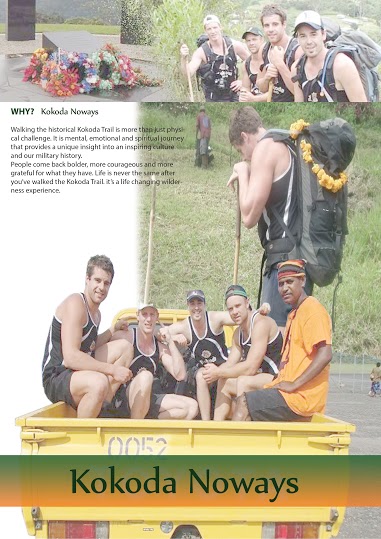 WHY? Kokoda Noways
Walking the historical Kokoda Trail is more than just physi-
cal challenge. It is mental, emotional and spiritual journey
that provides a unique insight into an inspiring culture
and our military history.
People come back bolder, more courageous and more
grateful for what they have. Life is never the same after
you've walked the Kokoda Trail. it's a life changing wilder-
ness experience.
0052
Kokoda Noways